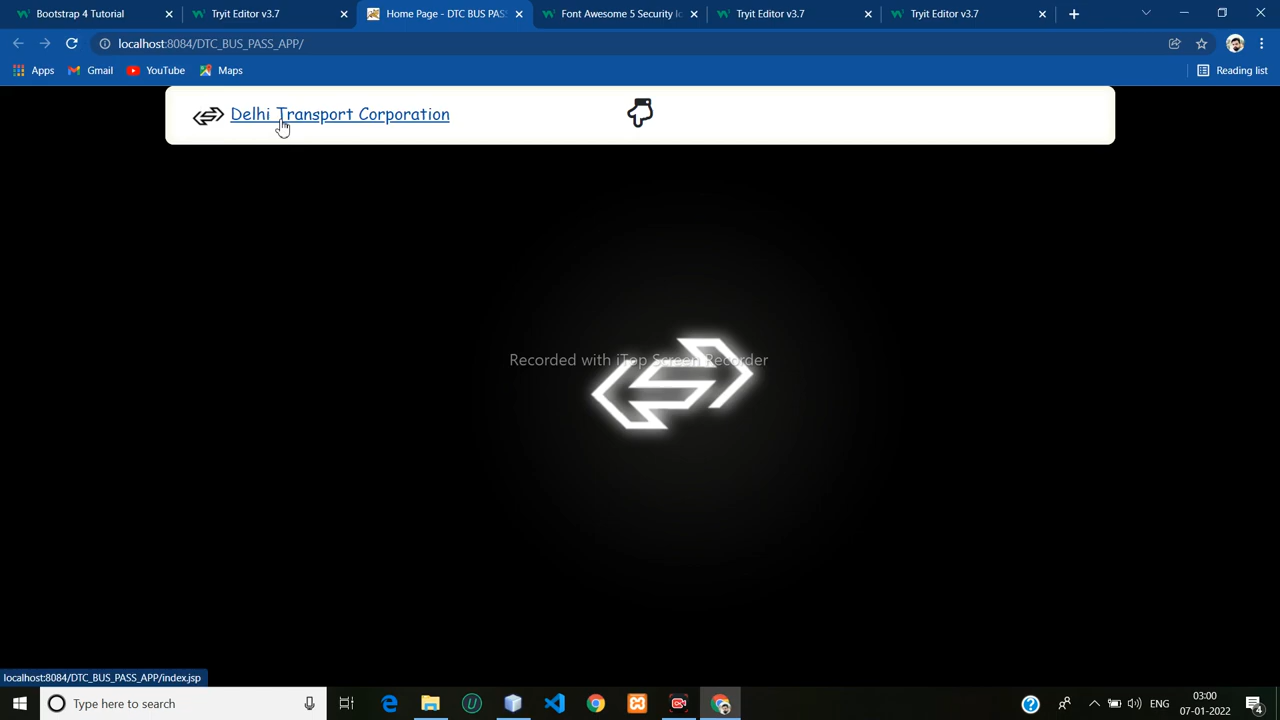 Bootstrap 4 Tutorial
Tryit Editor v3.7
Home Page - DTC BUS PAS
Font Awesome 5 Security Ic
Tryit Editor v3.7
Tryit Editor v3.7
localhost:8084/DTC_BUS_PASS_APP/
Apps
Gmail
YouTube
Maps
Reading list
Delhi Transport Corporation
Recorded with iTop Screen Recorder
localhost:8084/DTC_BUS_PASS_APP/index.jsp
Type here to search
ENG
03:00
07-01-2022
4